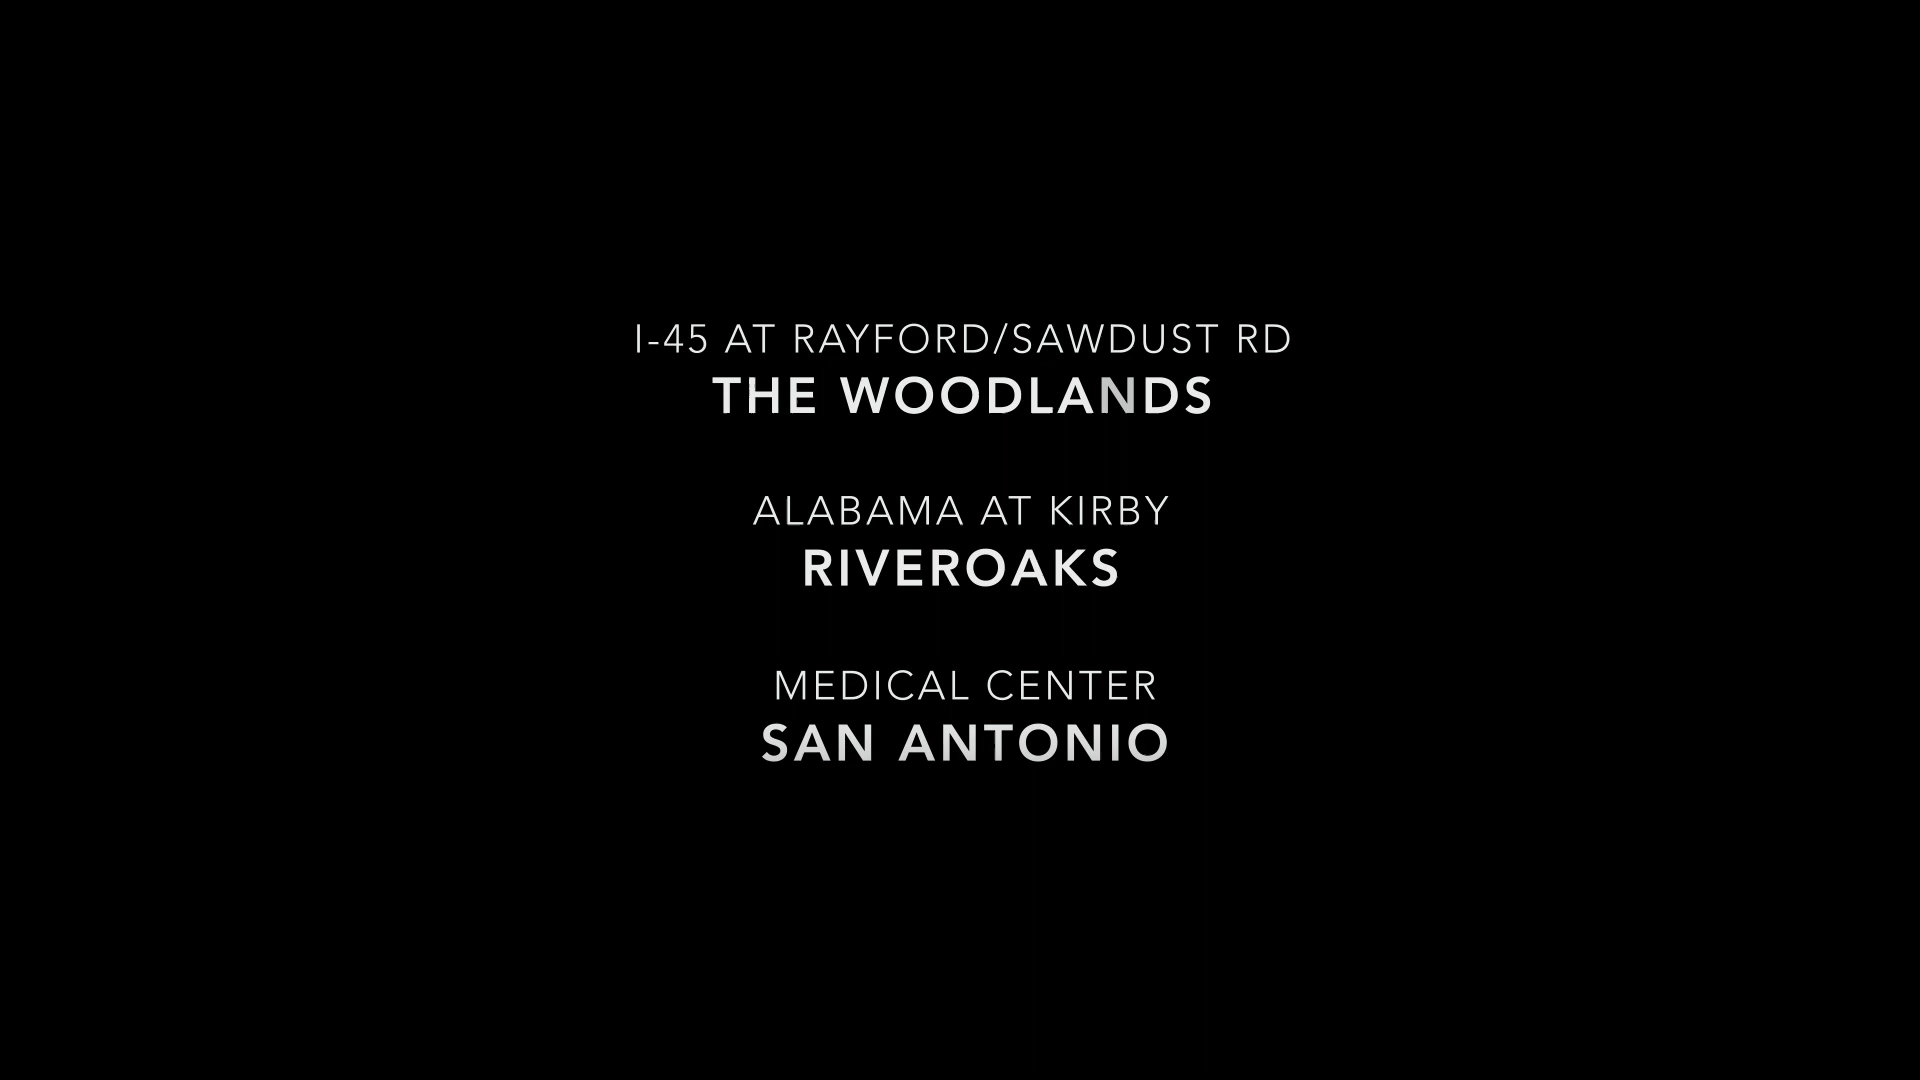 I-45 AT RAYFORD/SAWDUST RD
THE WOODLANDS
ALABAMA AT KIRBY
RIVEROAKS
MEDICAL CENTER
SAN ANTONIO